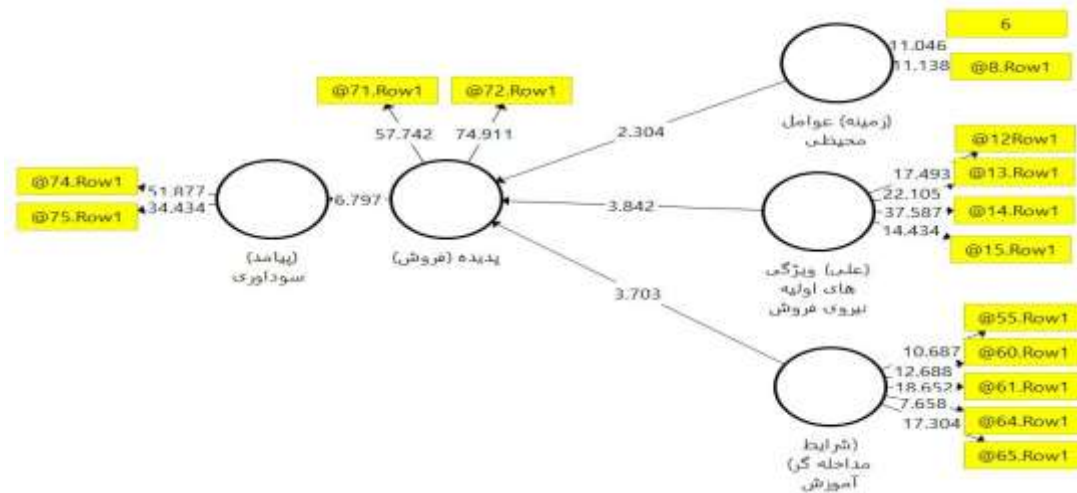 6
11.046
11.138
@8.Row1
(زمینه) عوامل
محیطی
@71.Row1
@72.Row1
57.742
74.911
2.304
@12Row1
17.493
@13.Row1
22.105
@74.Row1
51.877
34.434
@75.Row1
6.797
3.842
37.587
@14.Row1
14.434
@15.Row1
(پیامد)
سوداوری
پدیده (فروش)
(علی) ویژگی
های اولیه
نیروی فروش
3.703
@55.Row1
10.687
@60.Row1
12.688
18.652
@61.Row1
7.658
@64.Row1
17.304
@65.Row1
(شرایط
مداخله گر)
آموزش